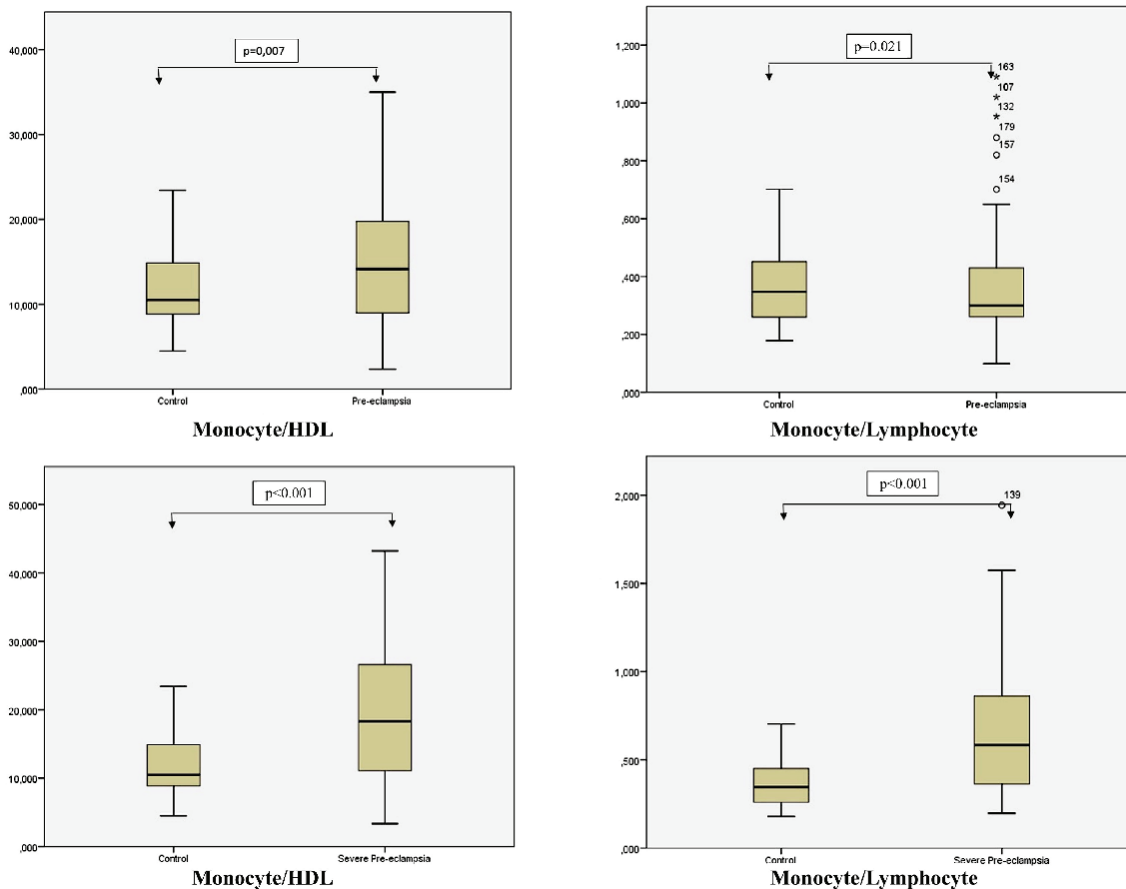 p=0,007
40,000
30,000
20,000
10,000
,000
Control
Pre-eclampsia
Monocyte/HDL
p=0.021
1,200
1,000
,800
,600
,400
,200
,000
163
107
132
179
157
154
Control
Pre-eclampsia
Monocyte/Lymphocyte
p<0.001
50,000
40,000
30,000
20,000
10,000
,000
Control
Severe Pre-eclampsia
Monocyte/HDL
p<0.001
2,000
1,500
1,000
,500
,000
139
Control
Severe Pre-eclampsia
Monocyte/Lymphocyte